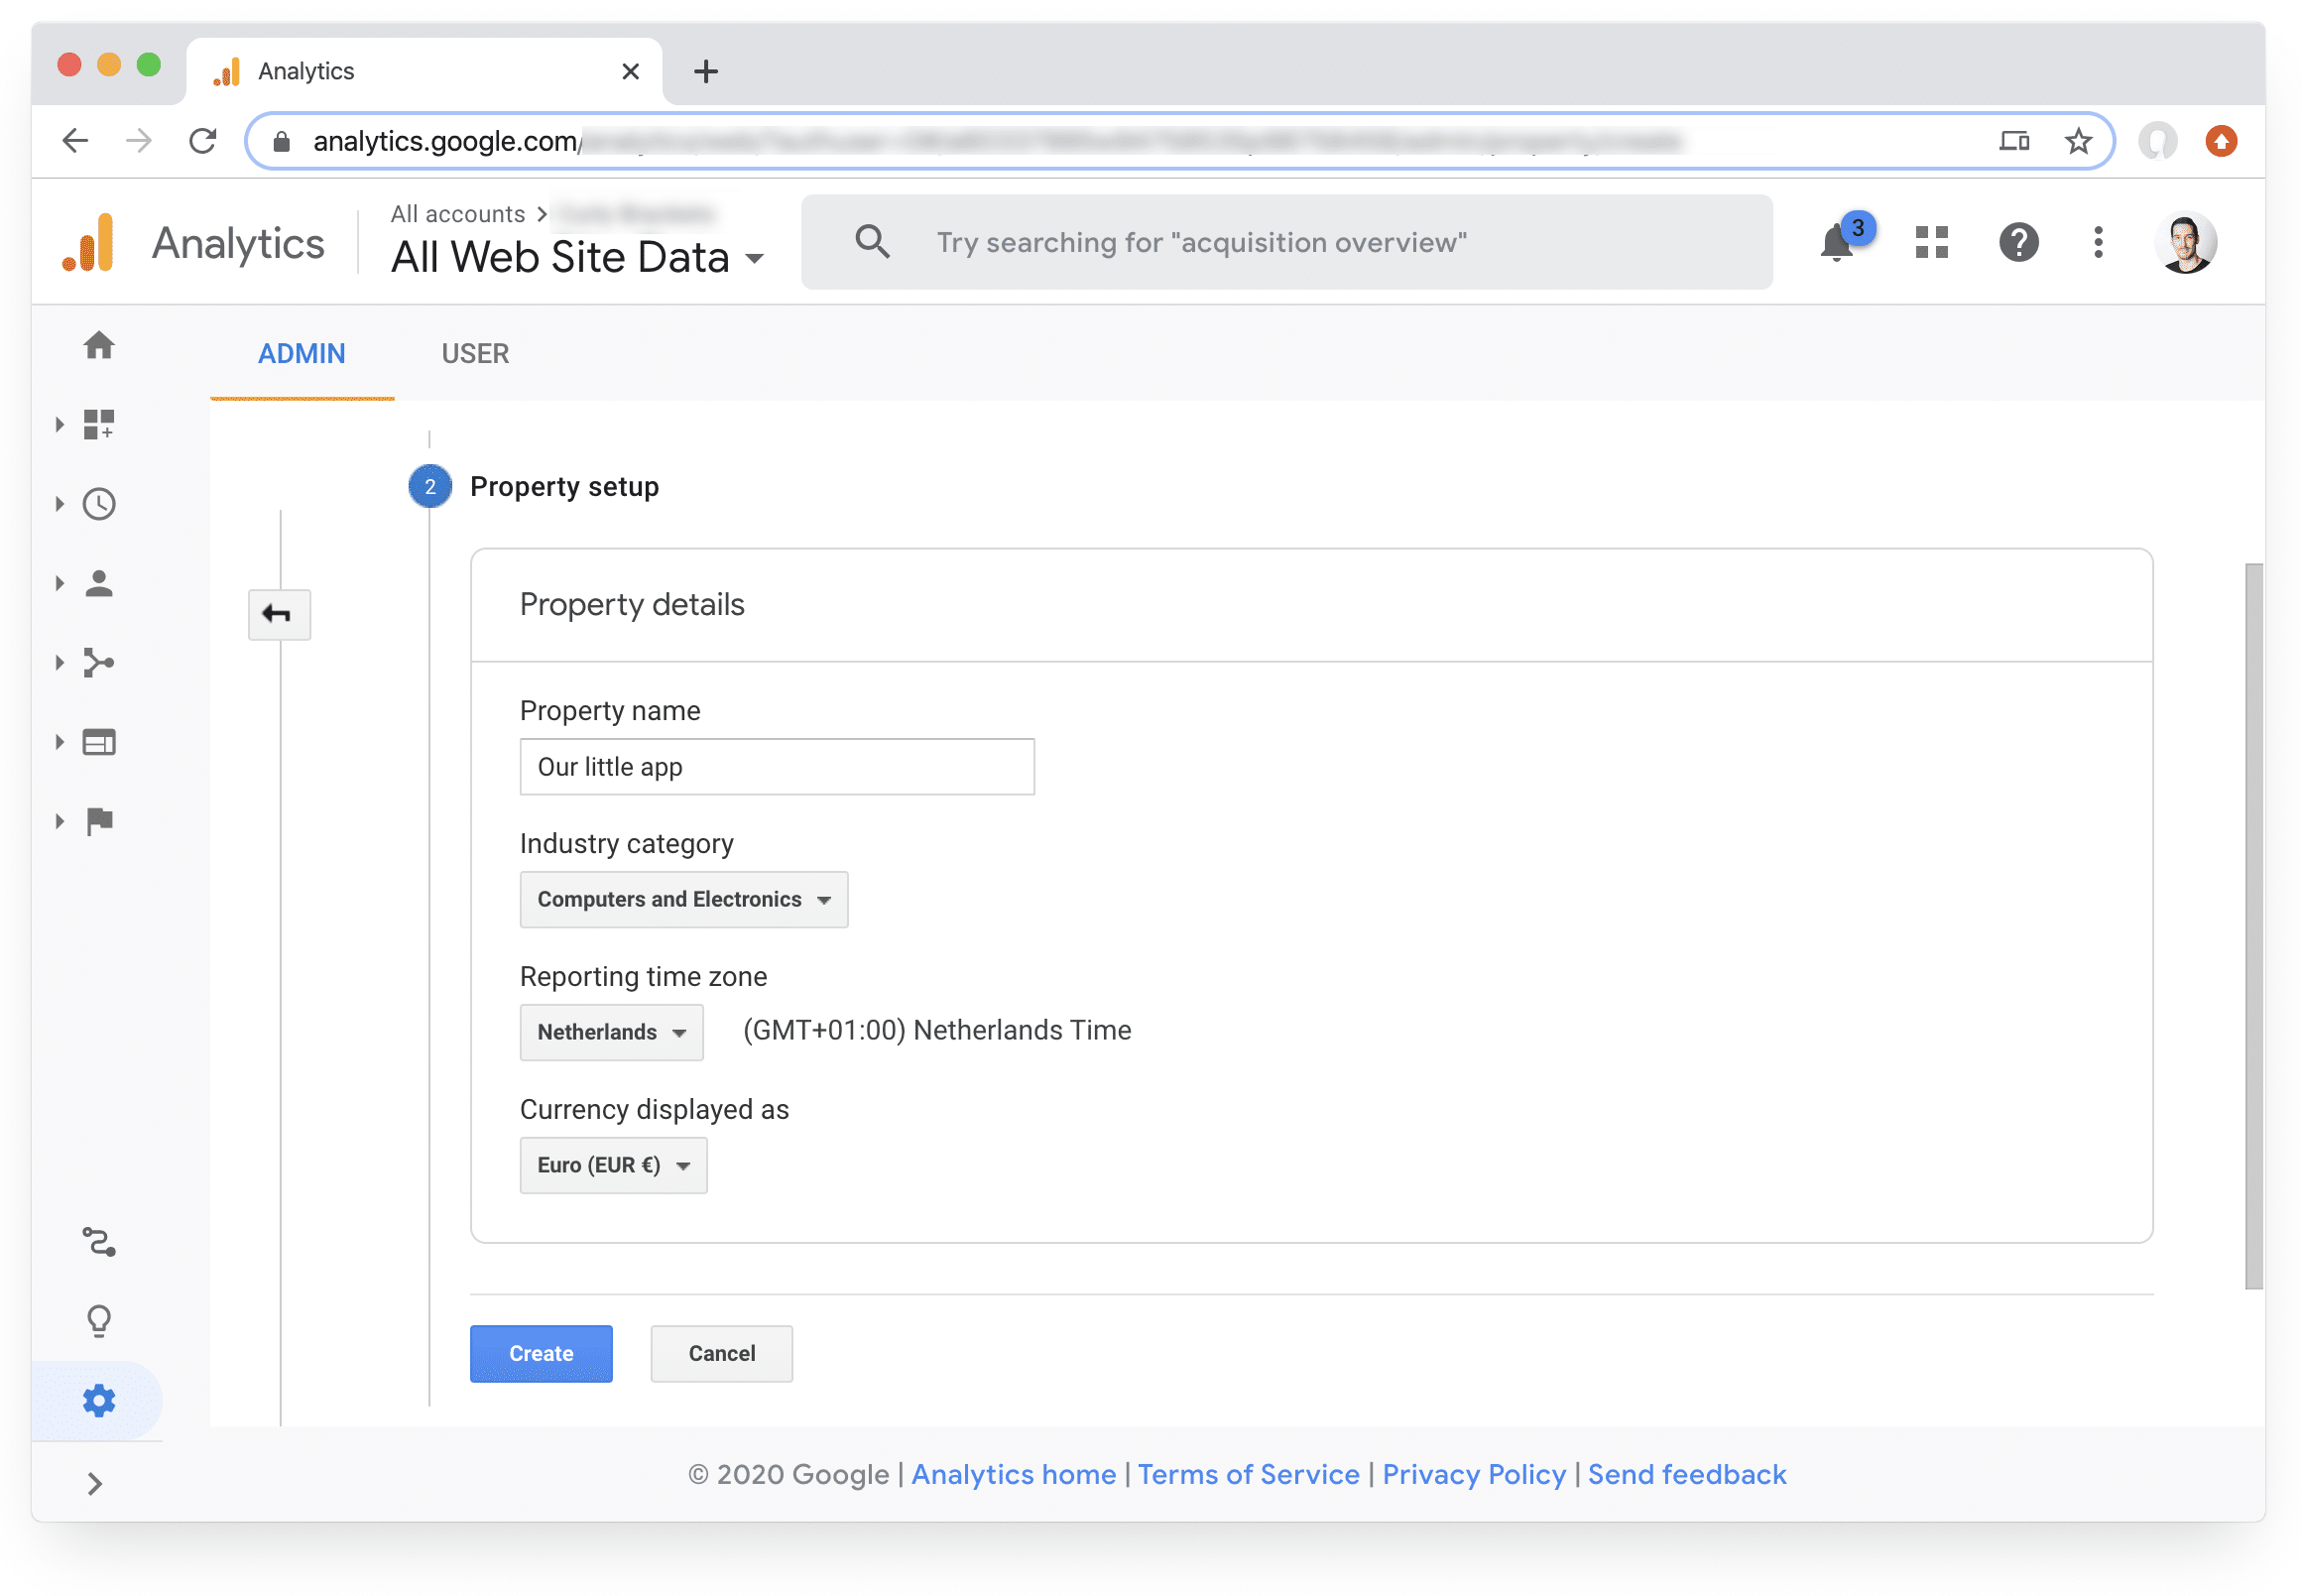 Analytics
analytics.google.com/
Analytics
All accounts >
All Web Site Data
Try searching for "acquisition overview"
3
ADMIN
USER
2
Property setup
Property details
Property name
Our little app
Industry category
Computers and Electronics
Reporting time zone
Netherlands
(GMT+01:00) Netherlands Time
Currency displayed as
Euro (EUR €)
Create
Cancel
© 2020 Google | Analytics home | Terms of Service | Privacy Policy | Send feedback